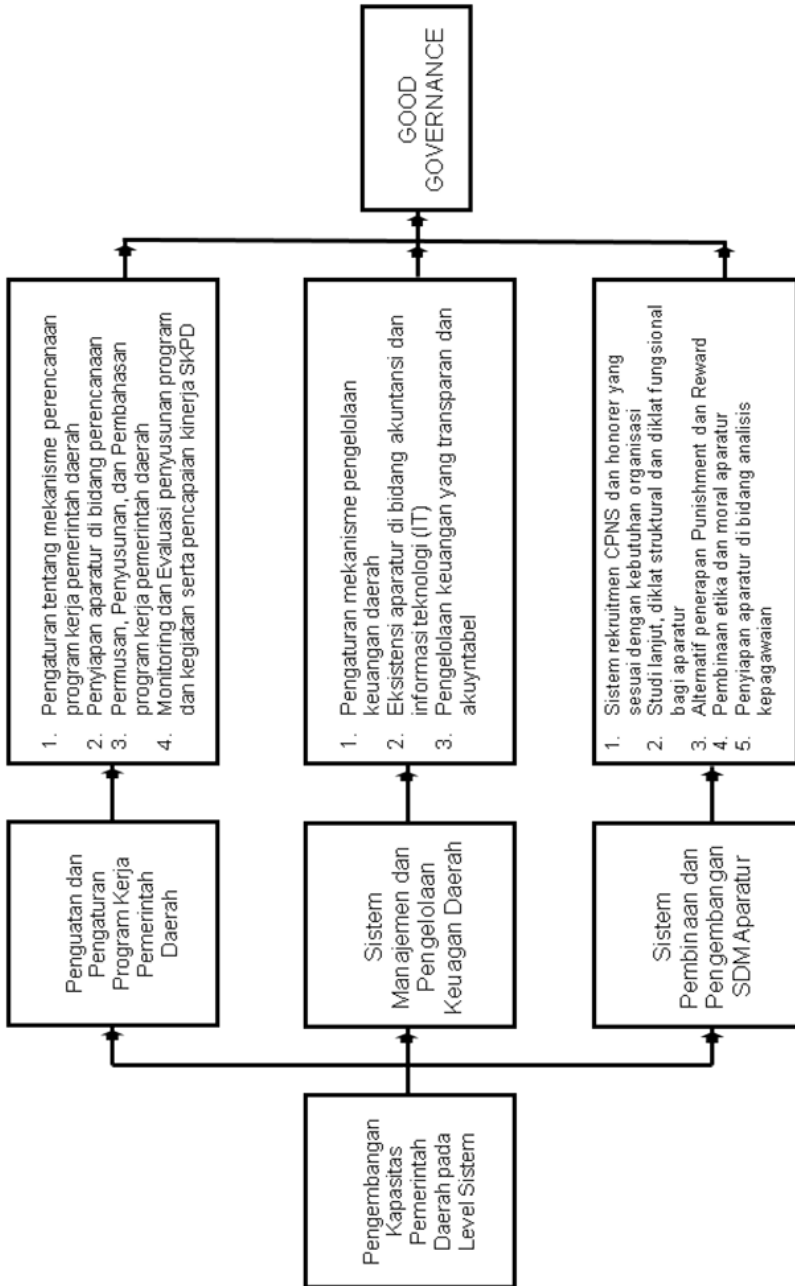 Pengembangan
Kapasitas
Pemerintah
Daerah pada
Level Sistem
Penguatan dan
Pengaturan
Program Kerja
Pemerintah
Daerah
Sistem
Manajemen dan
Pengelolaan
Keuagan Daerah
Sistem
Pembinaan dan
Pengembangan
SDM Aparatur
1. Pengaturan tentang mekanisme perencanaan
program kerja pemerintah daerah
2. Penyiapan aparatur di bidang perencanaan
3. Permusan, Penyusunan, dan Pembahasan
program kerja pemerintah daerah
4. Monitoring dan Evaluasi penyusunan program
dan kegiatan serta pencapaian kinerja SKPD
1. Pengaturan mekanisme pengelolaan
keuangan daerah
2. Eksistensi aparatur di bidang akuntansi dan
informasi teknologi (IT)
3. Pengelolaan keuangan yang transparan dan
akuyntabel
1. Sistem rekruitmen CPNS dan honorer yang
sesuai dengan kebutuhan organisasi
2. Studi lanjut, diklat struktural dan diklat fungsional
bagi aparatur
3. Alternatif penerapan Punishment dan Reward
4. Pembinaan etika dan moral aparatur
5. Penyiapan aparatur di bidang analisis
kepagawaian
GOOD
GOVERNANCE